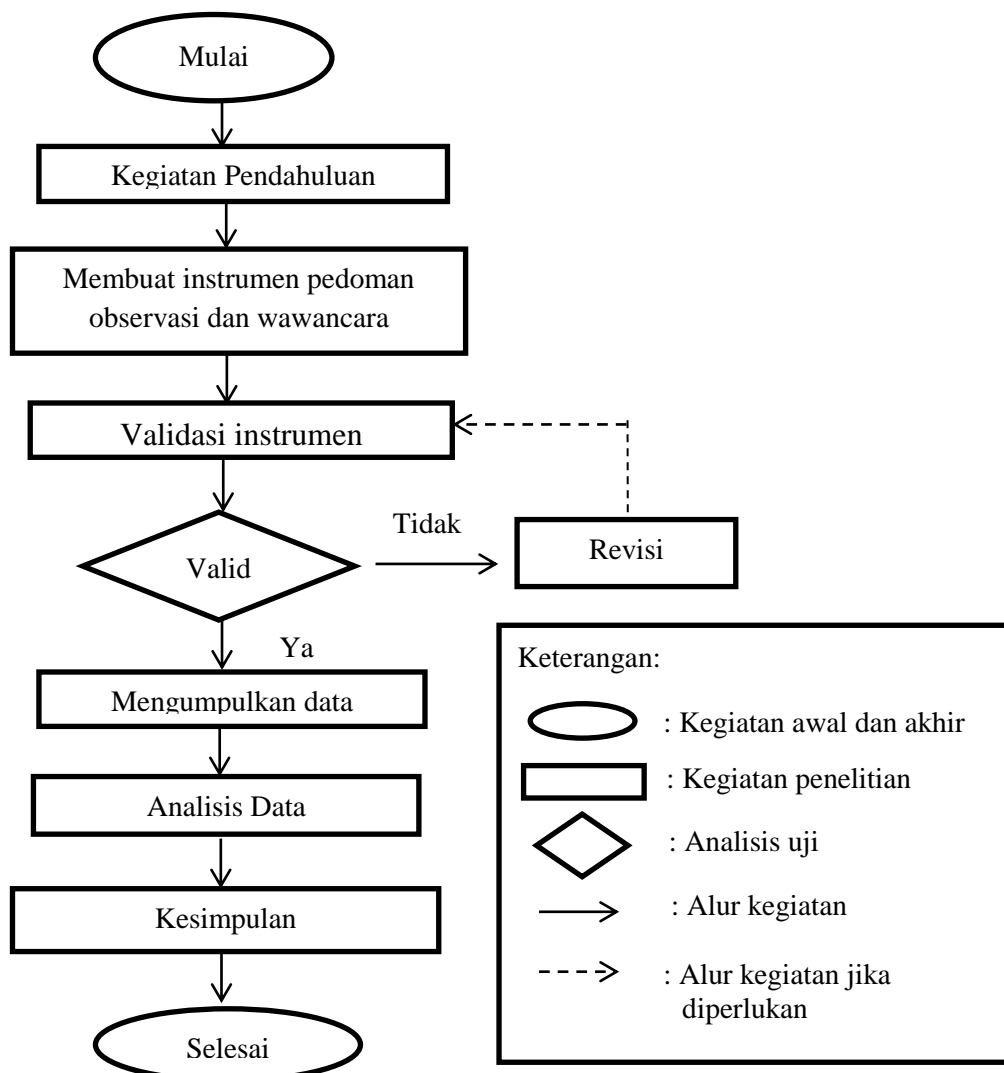 Mulai
Kegiatan Pendahuluan
Membuat instrumen pedoman
observasi dan wawancara
Validasi instrumen
Tidak
Revisi
Valid
Ya
Mengumpulkan data
Analisis Data
Kesimpulan
Selesai
Keterangan:
: Kegiatan awal dan akhir
: Kegiatan penelitian
: Analisis uji
: Alur kegiatan
: Alur kegiatan jika
diperlukan